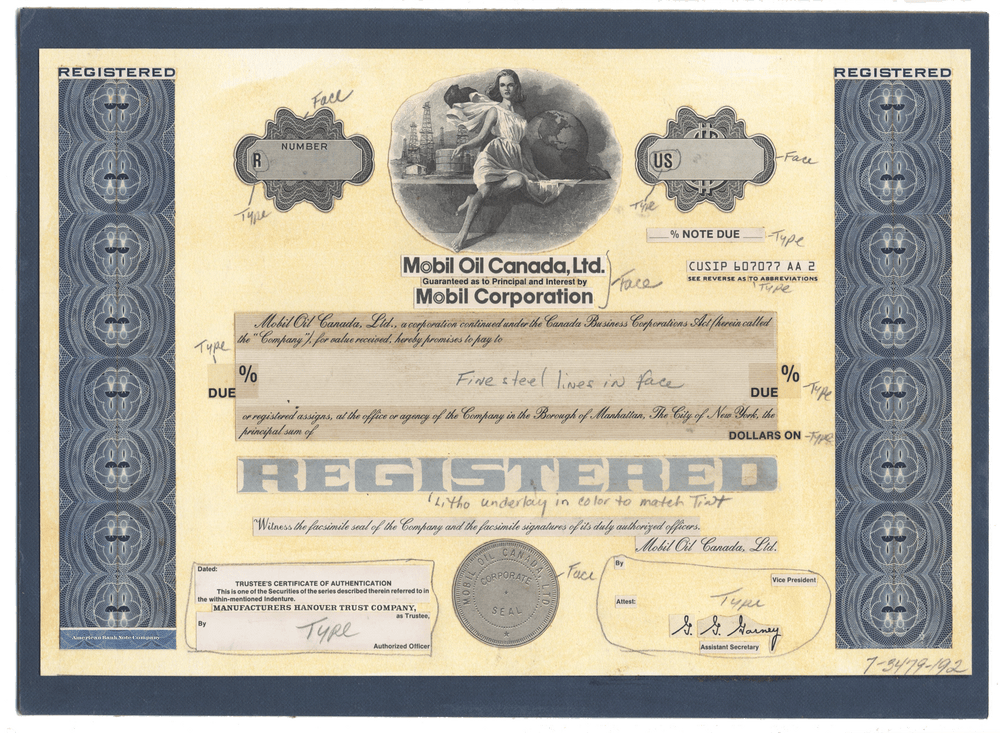 REGISTERED
REGISTERED
Face
NUMBER
R
Type
US
Face
Type
% NOTE DUE
Type
CUSIP 607077 AA 2
SEE REVERSE AS TO ABBREVIATIONS
Type
Mobil Oil Canada, Ltd.
Guaranteed as to Principal and Interest by
Mobil Corporation
Face
Mobil Oil Canada, Ltd., a corporation continued under the Canada Business Corporations Act (herein called
the "Company"), for value received, hereby promises to pay to
Type
%
DUE
Fine steel lines in face
%
DUE
Type
or registered assigns, at the office or agency of the Company in the Borough of Manhattan, The City of New York, the
principal sum of
DOLLARS ON
Type
REGISTERED
Litho underlay in color to match Tint
Witness the facsimile seal of the Company and the facsimile signatures of its duly authorized officers.
Mobil Oil Canada, Ltd.
Dated:
TRUSTEE'S CERTIFICATE OF AUTHENTICATION
This is one of the Securities of the series described therein referred to in
the within-mentioned Indenture.
MANUFACTURERS HANOVER TRUST COMPANY,
as Trustee,
By
Type
Authorized Officer
MOBIL OIL CANADA, LTD.
CORPORATE
SEAL
Face
By
Vice President
Attest:
Type
Assistant Secretary
American Bank Note Company
7-3479-192